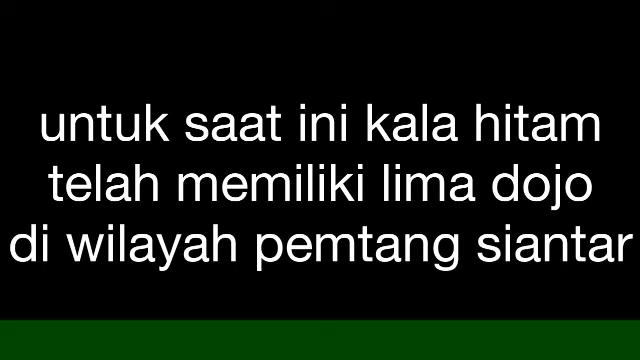 untuk saat ini kala hitam
telah memiliki lima dojo
di wilayah pemtang siantar